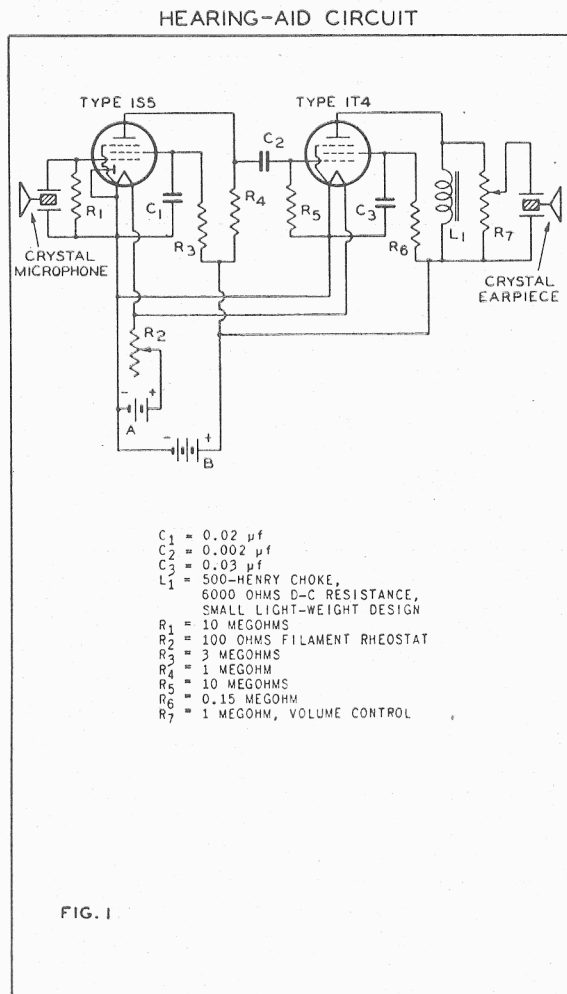 HEARING-AID CIRCUIT
TYPE 1S5
TYPE 1T4
C2
R1
C1
R3
R4
R5
C3
R6
L1
R7
CRYSTAL
MICROPHONE
CRYSTAL
EARPIECE
R2
- +
A
- +
B
C1 = 0.02 µf
C2 = 0.002 µf
C3 = 0.03 µf
L1 = 500-HENRY CHOKE,
6000 OHMS D-C RESISTANCE,
SMALL LIGHT-WEIGHT DESIGN
R1 = 10 MEGOHMS
R2 = 100 OHMS FILAMENT RHEOSTAT
R3 = 3 MEGOHMS
R4 = 1 MEGOHM
R5 = 10 MEGOHMS
R6 = 0.15 MEGOHM
R7 = 1 MEGOHM, VOLUME CONTROL
FIG. 1